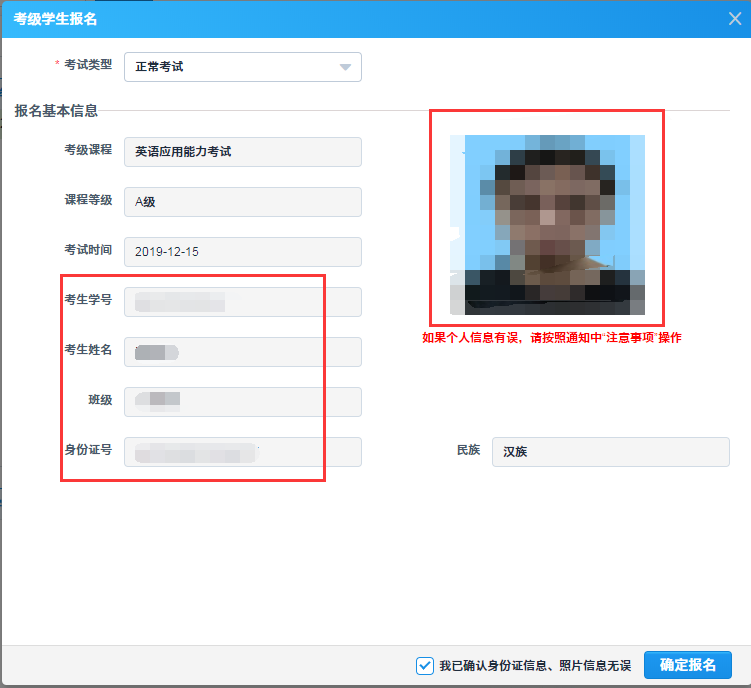 考级学生报名
* 考试类型 正常考试
报名基本信息
考级课程 英语应用能力考试
课程等级 A级
考试时间 2019-12-15
考生学号
如果个人信息有误，请按照通知中“注意事项”操作
考生姓名
班级
身份证号
民族 汉族
我已确认身份证信息、照片信息无误
确定报名